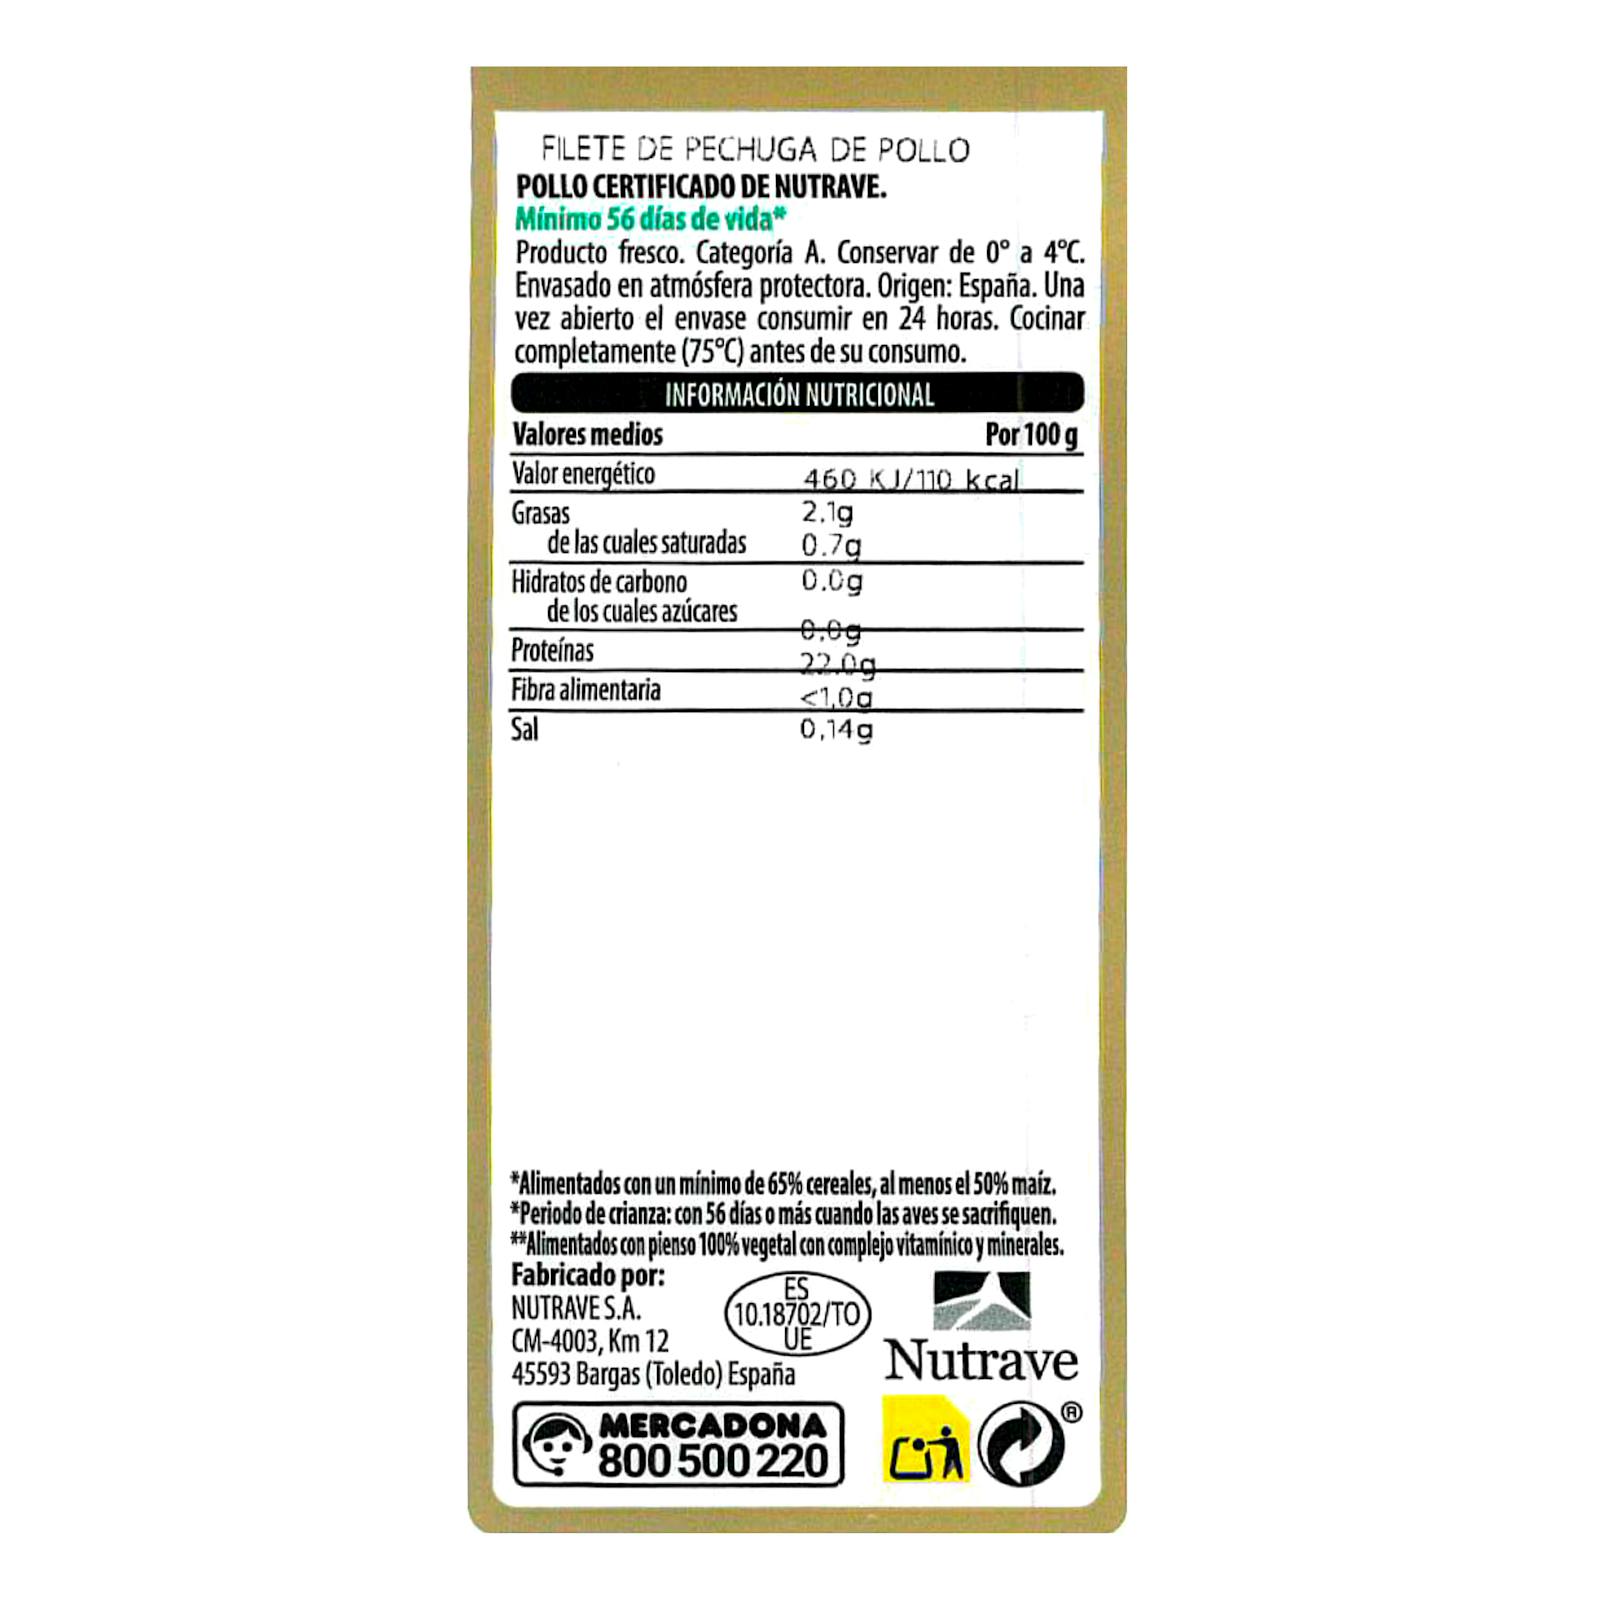 FILETE DE PECHUGA DE POLLO
POLLO CERTIFICADO DE NUTRAVE.
Mínimo 56 días de vida*
Producto fresco. Categoría A. Conservar de 0° a 4°C.
Envasado en atmósfera protectora. Origen: España. Una
vez abierto el envase consumir en 24 horas. Cocinar
completamente (75°C) antes de su consumo.
INFORMACIÓN NUTRICIONAL
Valores medios Por 100 g
Valor energético 460 KJ/110 kcal
Grasas 2.1g
de las cuales saturadas 0.7g
Hidratos de carbono 0.0g
de los cuales azúcares 0.0g
Proteínas 22.0g
Fibra alimentaria <1,0g
Sal 0,14g
*Alimentados con un mínimo de 65% cereales, al menos el 50% maíz.
*Periodo de crianza: con 56 días o más cuando las aves se sacrifiquen.
**Alimentados con pienso 100% vegetal con complejo vitamínico y minerales.
Fabricado por:
NUTRAVE S.A.
CM-4003, Km 12
45593 Bargas (Toledo) España
ES
10.18702/TO
UE
Nutrave
MERCADONA
800 500 220
®